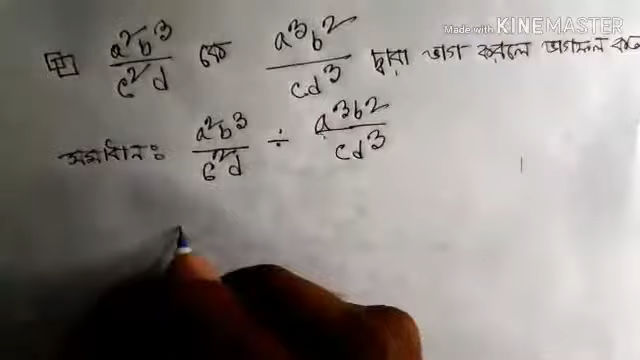 Made with KINEMASTER
a²b³/c²d কে a³b²/cd³ দ্বারা ভাগ করলে ভাগফল কত
সমাধান: a²b³/c²d ÷ a³b²/cd³